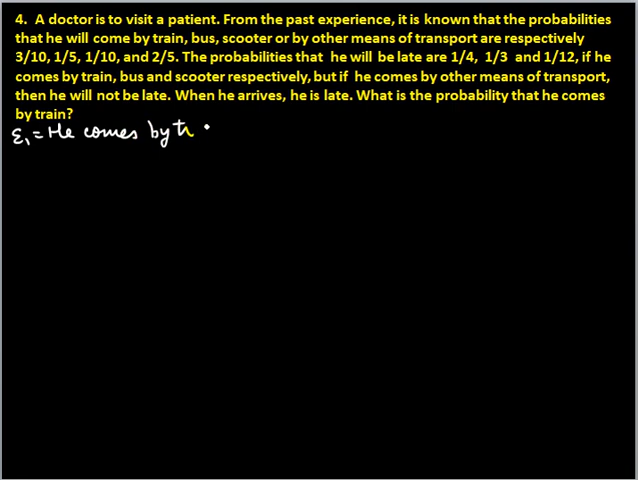 4. A doctor is to visit a patient. From the past experience, it is known that the probabilities
that he will come by train, bus, scooter or by other means of transport are respectively
3/10, 1/5, 1/10, and 2/5. The probabilities that he will be late are 1/4, 1/3 and 1/12, if he
comes by train, bus and scooter respectively, but if he comes by other means of transport,
then he will not be late. When he arrives, he is late. What is the probability that he comes
by train?
E₁ = He comes by tr